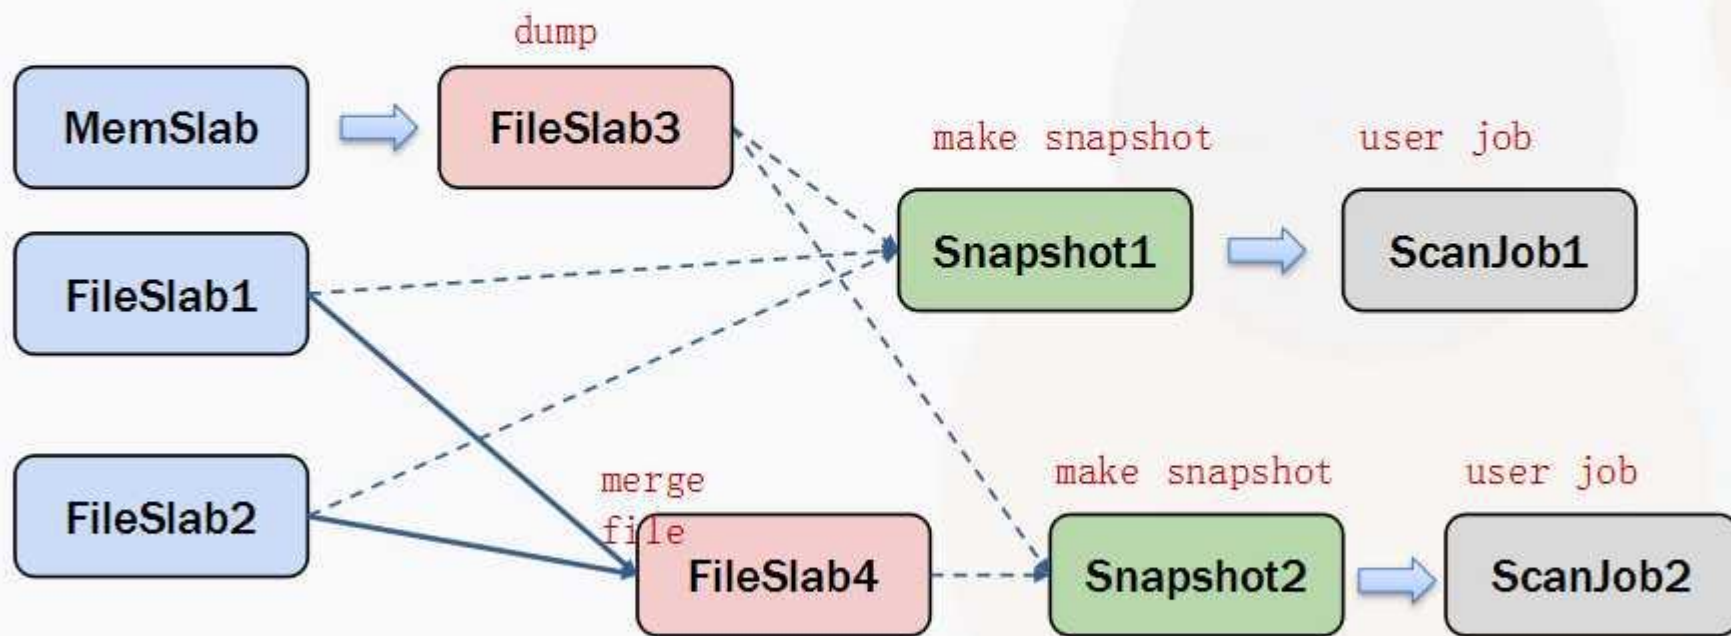 dump
MemSlab
FileSlab3
make snapshot
user job
FileSlab1
Snapshot1
ScanJob1
FileSlab2
merge
file
FileSlab4
make snapshot
user job
Snapshot2
ScanJob2